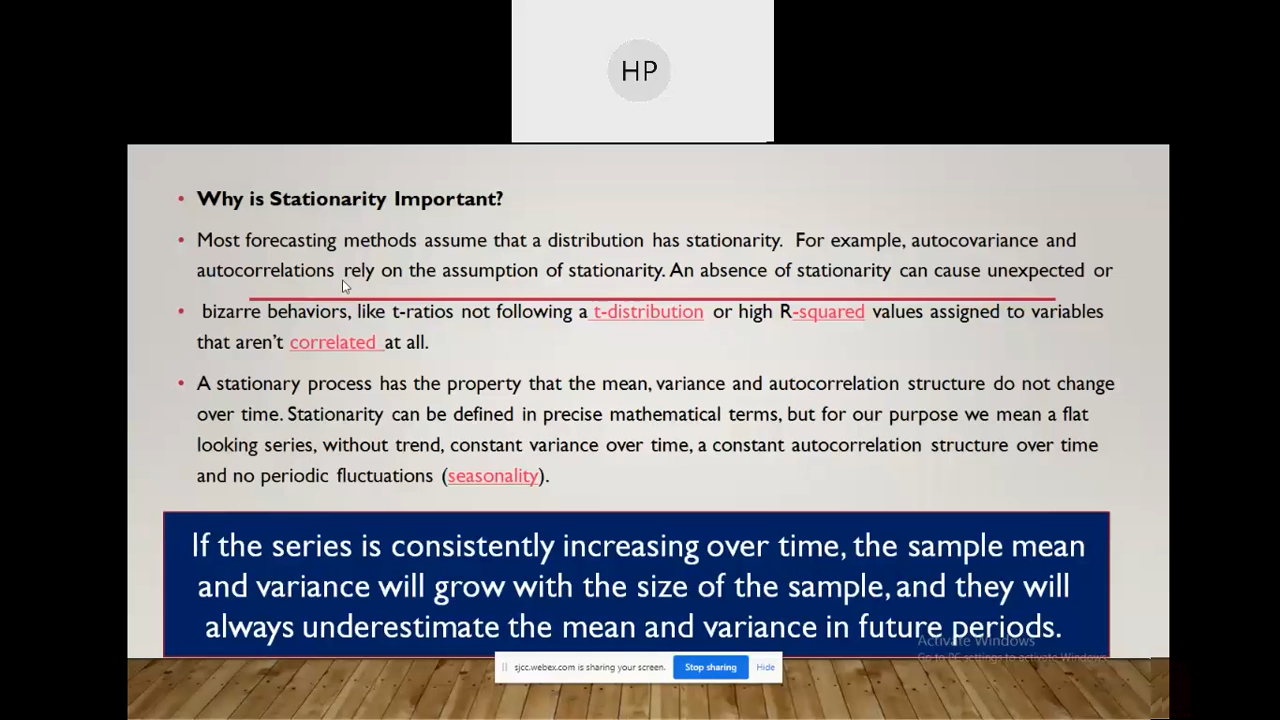 HP
• Why is Stationarity Important?
• Most forecasting methods assume that a distribution has stationarity. For example, autocovariance and
autocorrelations rely on the assumption of stationarity. An absence of stationarity can cause unexpected or
• bizarre behaviors, like t-ratios not following a t-distribution or high R-squared values assigned to variables
that aren't correlated at all.
• A stationary process has the property that the mean, variance and autocorrelation structure do not change
over time. Stationarity can be defined in precise mathematical terms, but for our purpose we mean a flat
looking series, without trend, constant variance over time, a constant autocorrelation structure over time
and no periodic fluctuations (seasonality).
If the series is consistently increasing over time, the sample mean
and variance will grow with the size of the sample, and they will
always underestimate the mean and variance in future periods.
Activate Windows
Go to PC settings to activate Windows.
sjcc.webex.com is sharing your screen. Stop sharing Hide